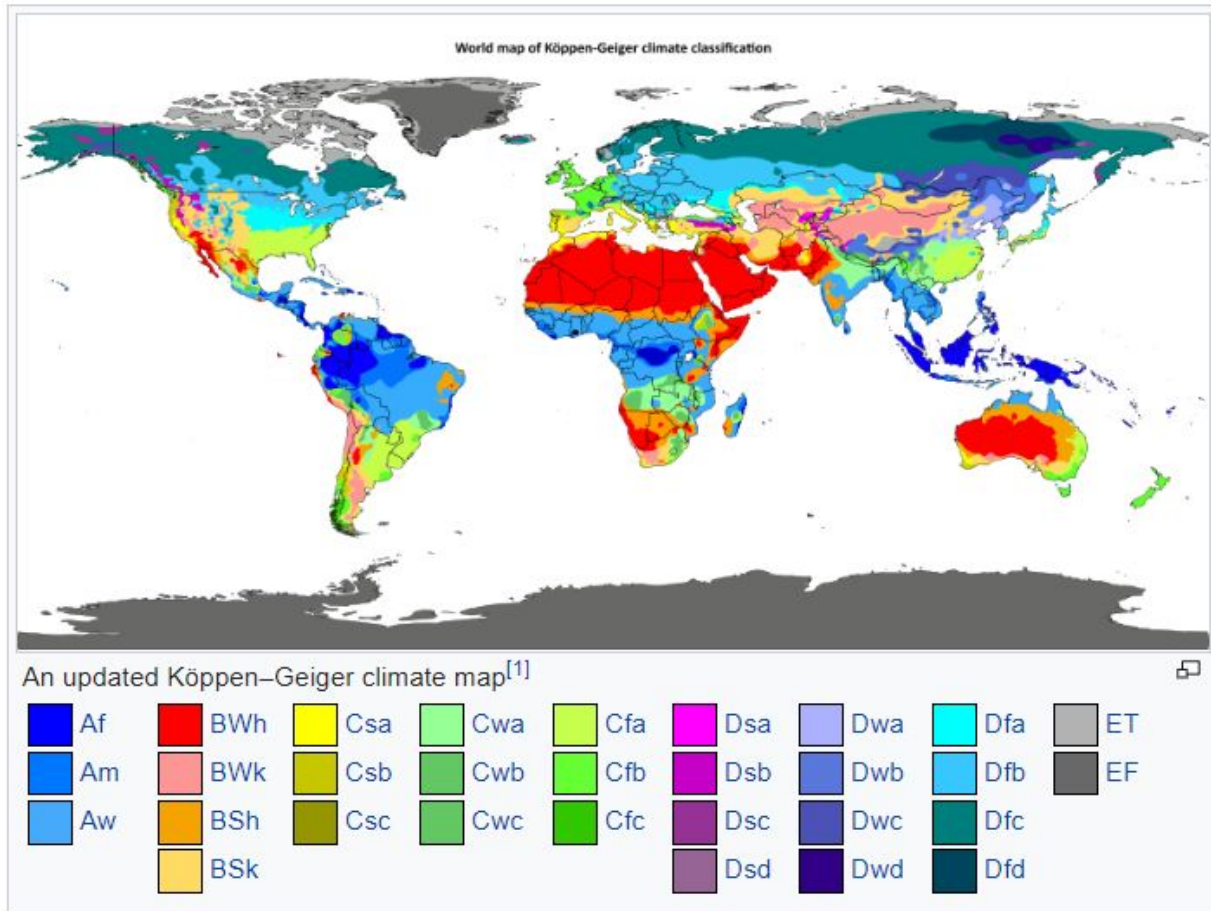 World map of Köppen-Geiger climate classification
An updated Köppen–Geiger climate map[1]
Af BWh Csa Cwa Cfa Dsa Dwa Dfa ET
Am BWk Csb Cwb Cfb Dsb Dwb Dfb EF
Aw BSh Csc Cwc Cfc Dsc Dwc Dfc
BSk Dsd Dwd Dfd